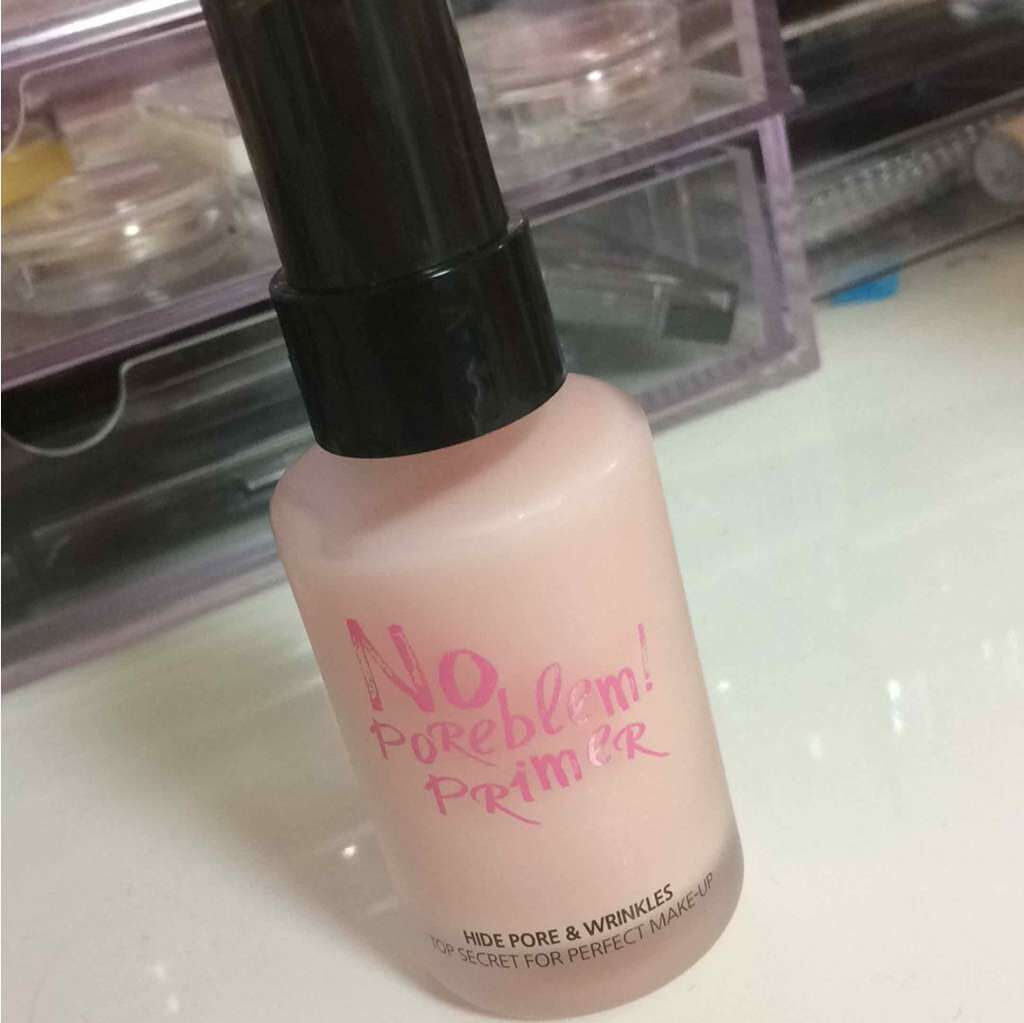 No
POREblem!
PRimeR
HIDE PORE & WRINKLES
TOP SECRET FOR PERFECT MAKE-UP